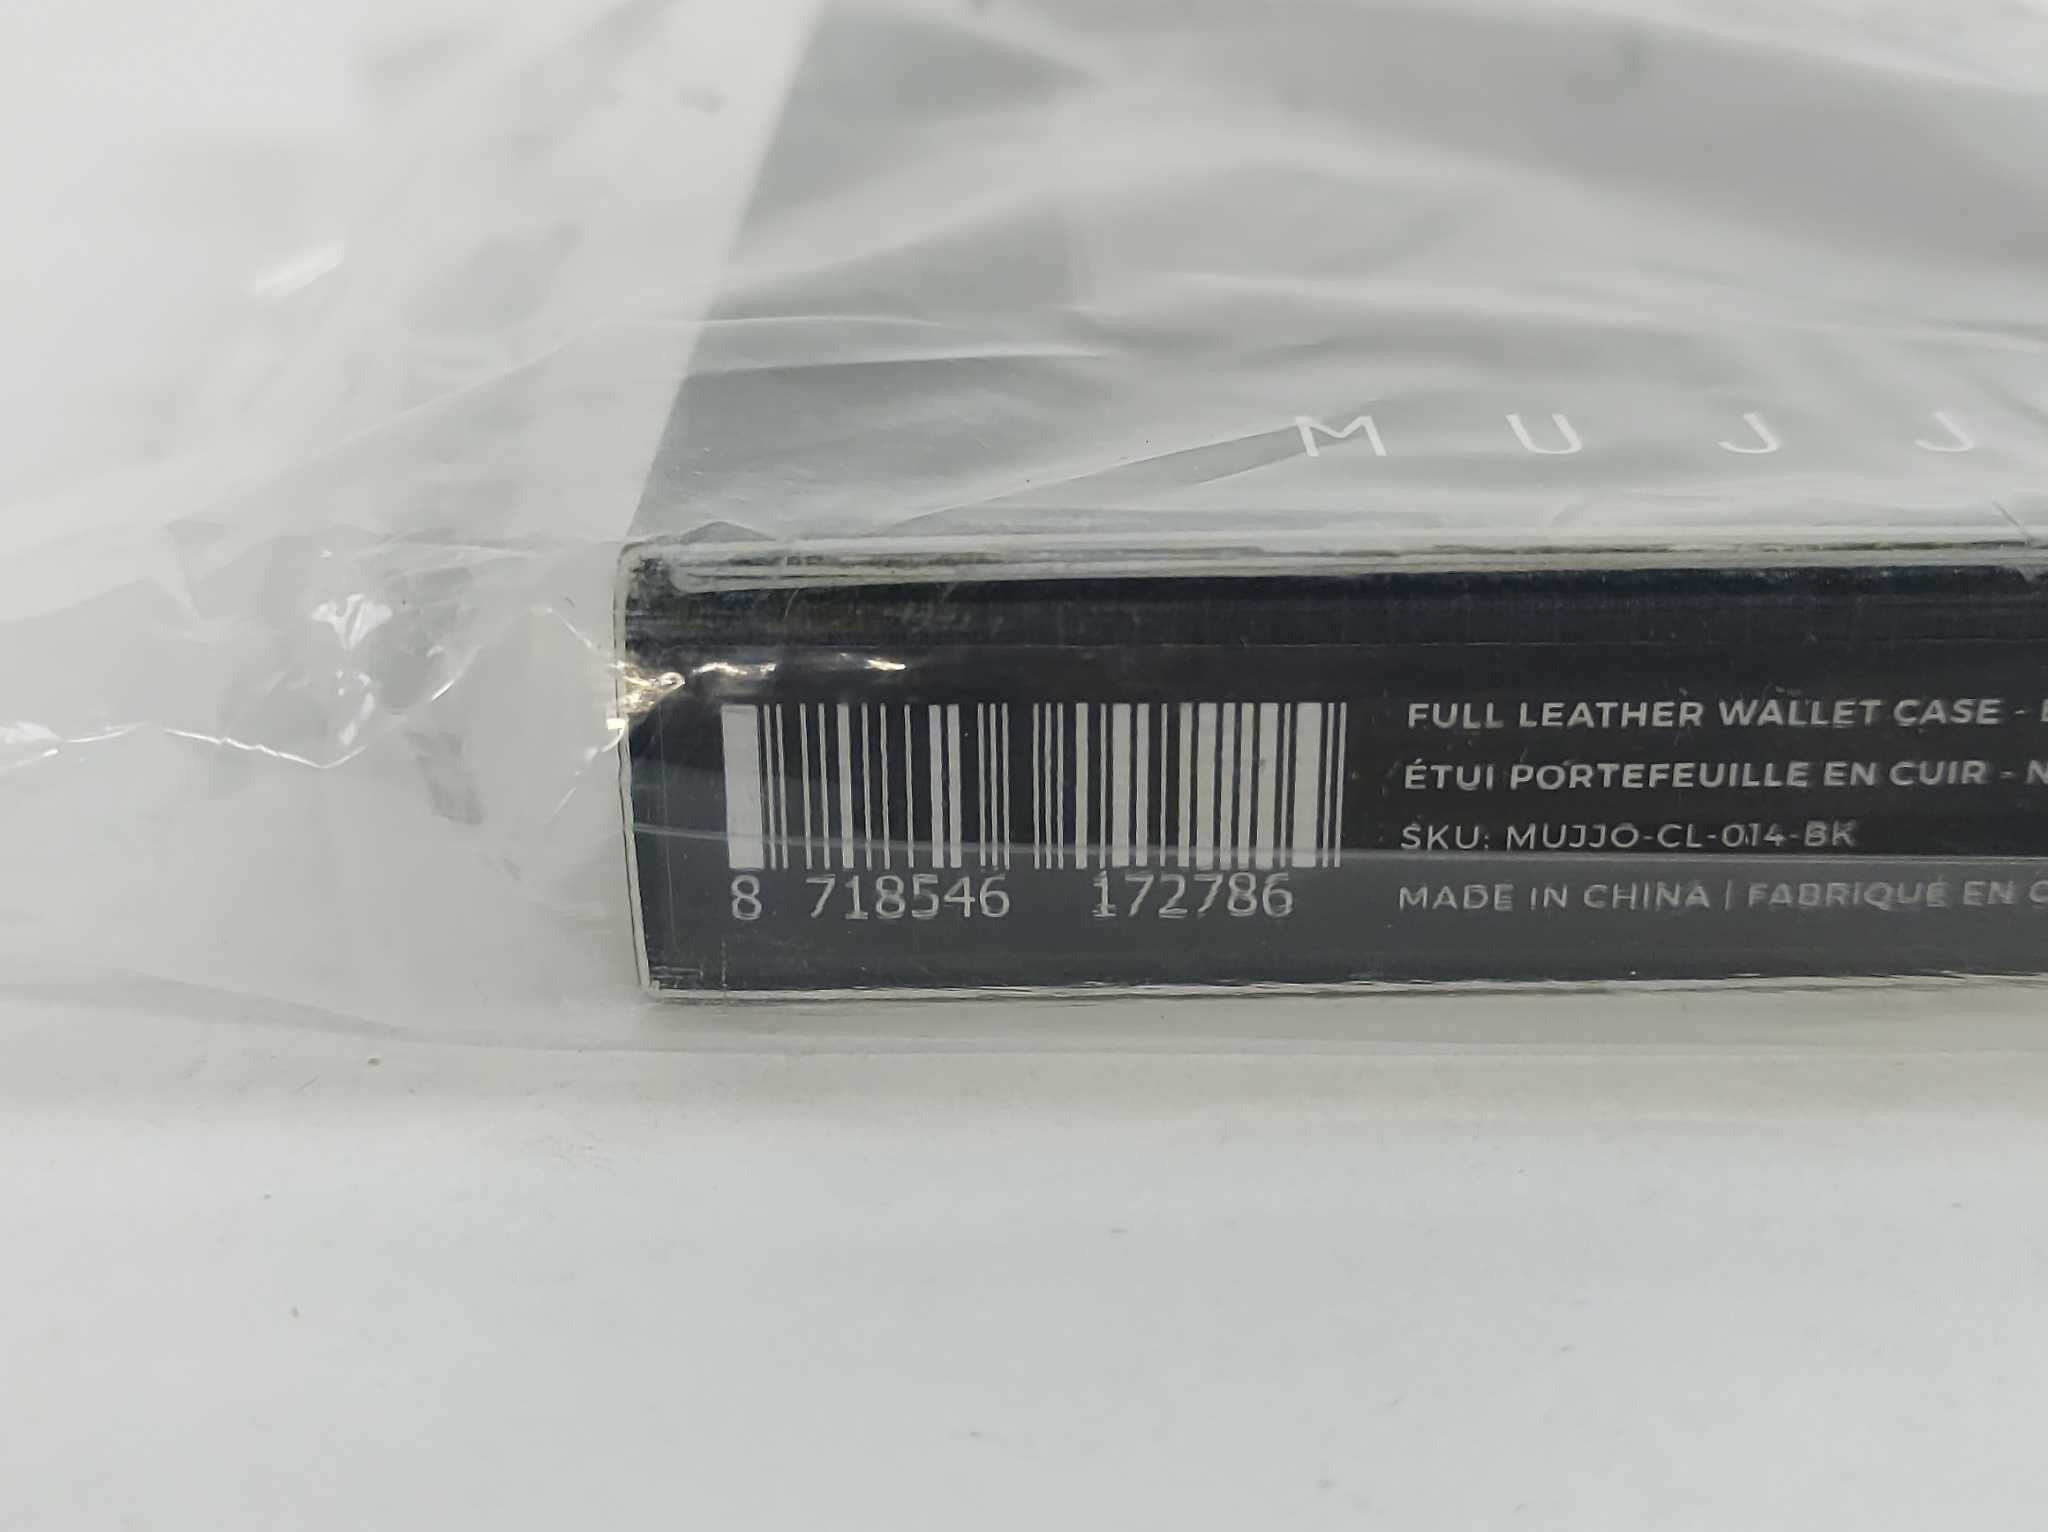 M U J J
FULL LEATHER WALLET CASE -
ÉTUI PORTEFEUILLE EN CUIR - N
SKU: MUJJO-CL-014-BK
MADE IN CHINA | FABRIQUÉ EN C
8 718546 172786